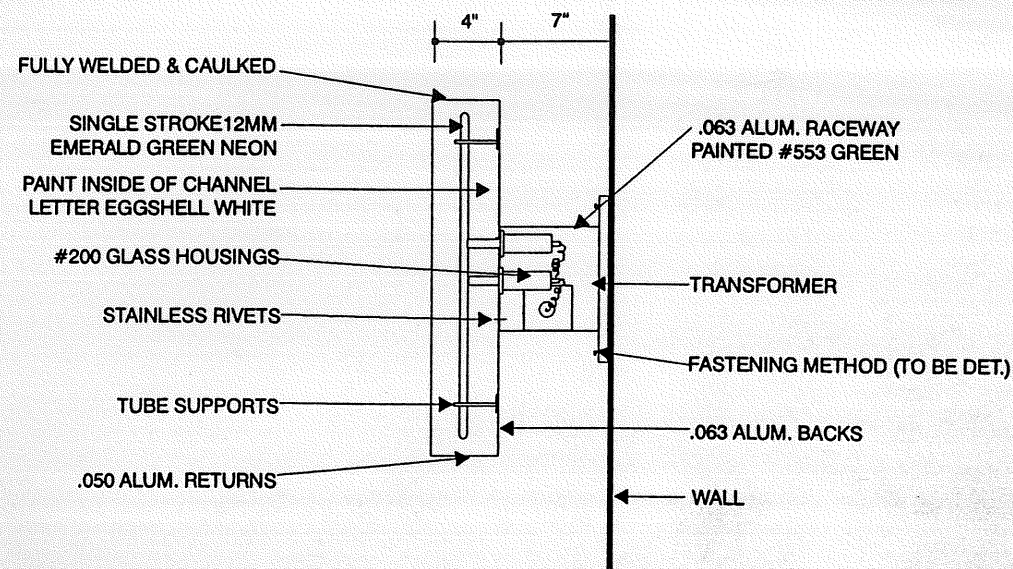 4" 7"
FULLY WELDED & CAULKED
SINGLE STROKE12MM
EMERALD GREEN NEON
PAINT INSIDE OF CHANNEL
LETTER EGGSHELL WHITE
#200 GLASS HOUSINGS
STAINLESS RIVETS
TUBE SUPPORTS
.050 ALUM. RETURNS
.063 ALUM. RACEWAY
PAINTED #553 GREEN
TRANSFORMER
FASTENING METHOD (TO BE DET.)
.063 ALUM. BACKS
WALL